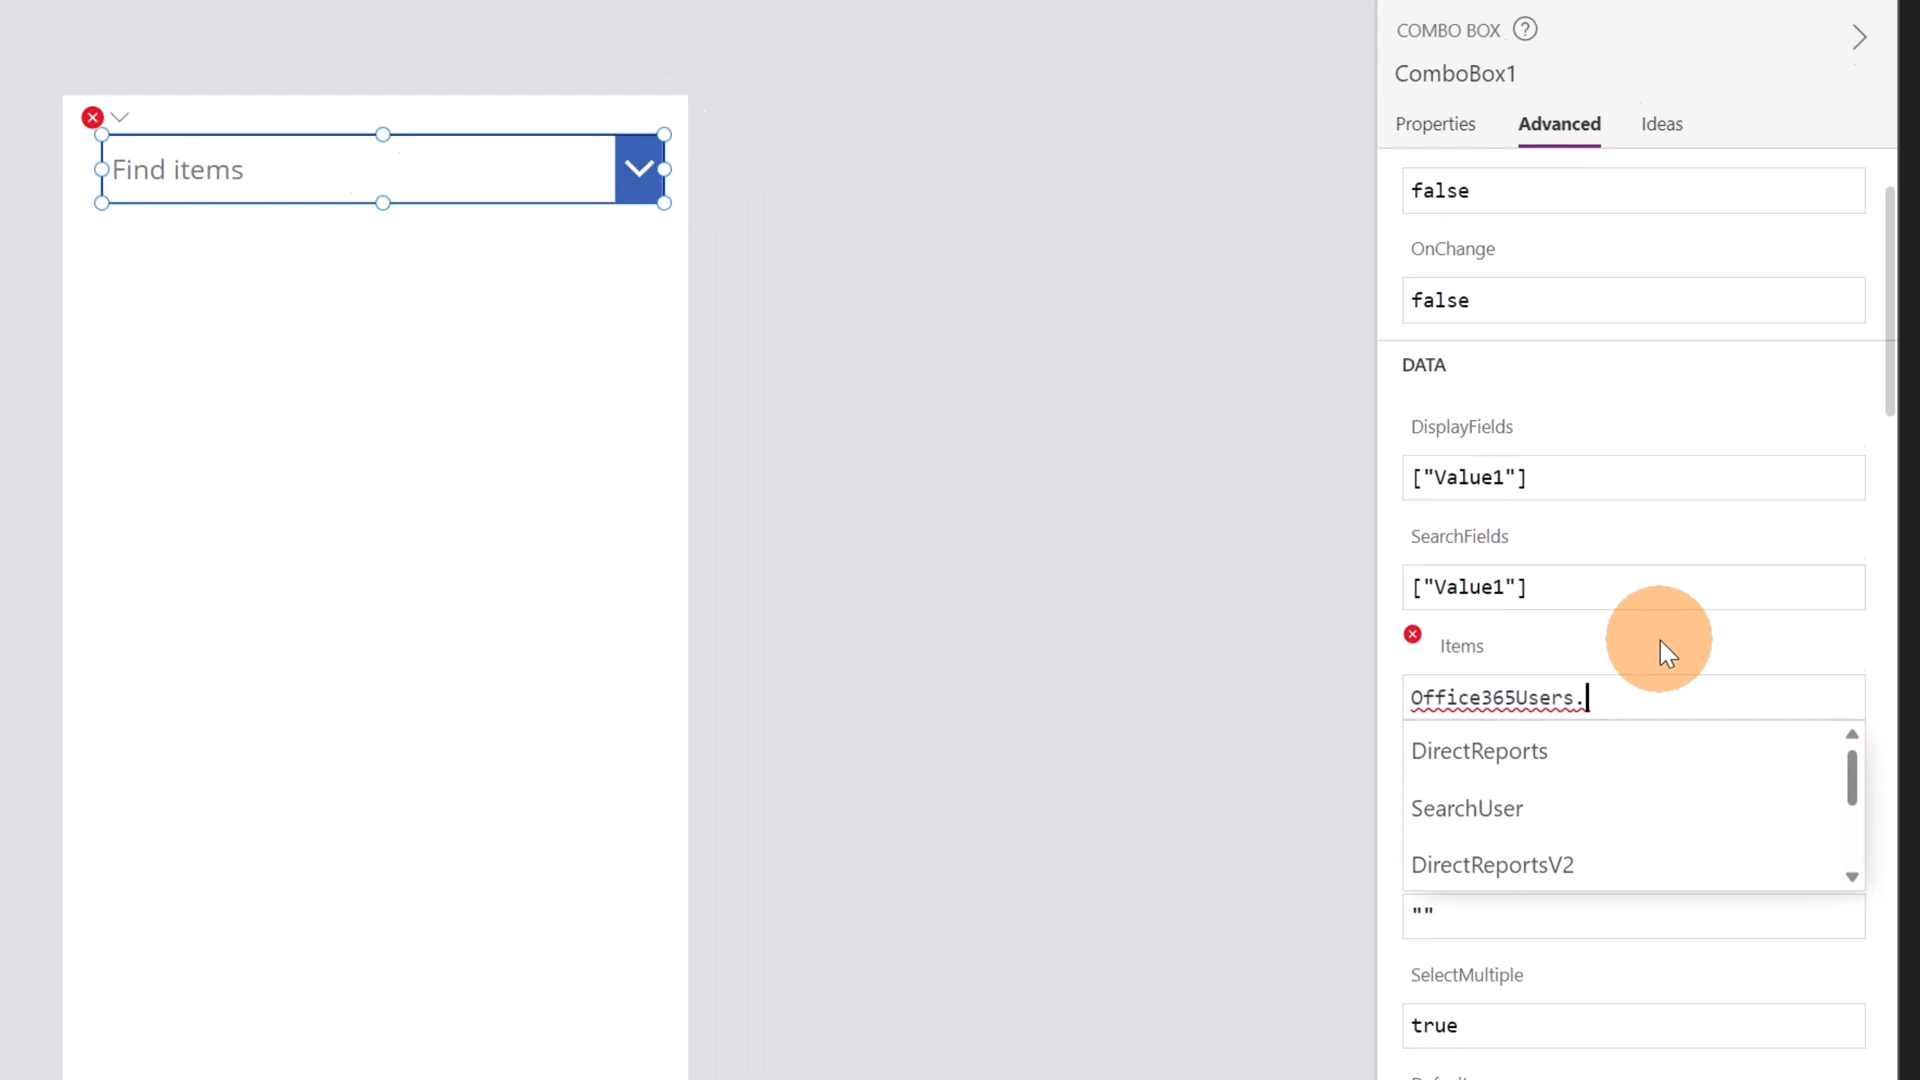 Find items
COMBO BOX ?
ComboBox1
Properties Advanced Ideas
false
OnChange
false
DATA
DisplayFields
["Value1"]
SearchFields
["Value1"]
Items
Office365Users.
DirectReports
SearchUser
DirectReportsV2
""
SelectMultiple
true